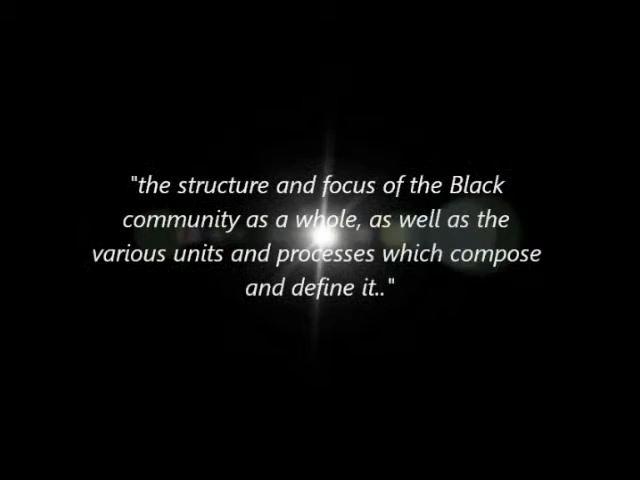 "the structure and focus of the Black
community as a whole, as well as the
various units and processes which compose
and define it.."